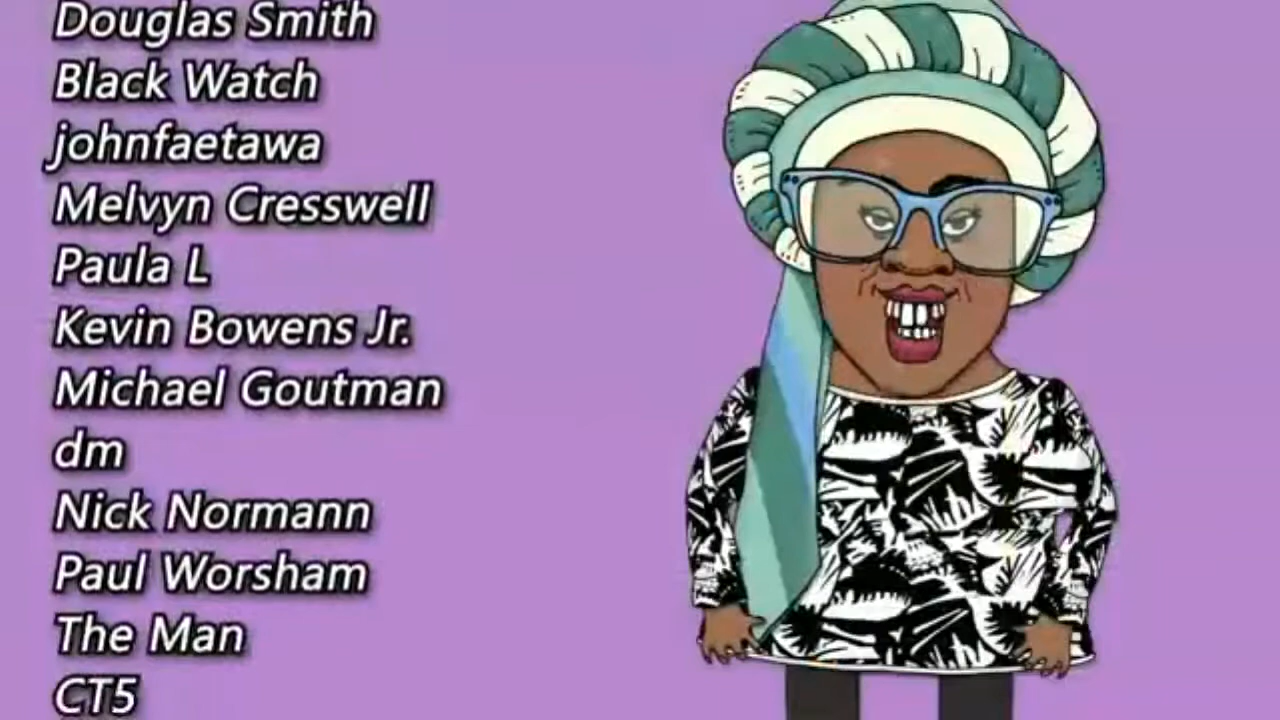 Douglas Smith
Black Watch
johnfaetawa
Melvyn Cresswell
Paula L
Kevin Bowens Jr.
Michael Goutman
dm
Nick Normann
Paul Worsham
The Man
CT5